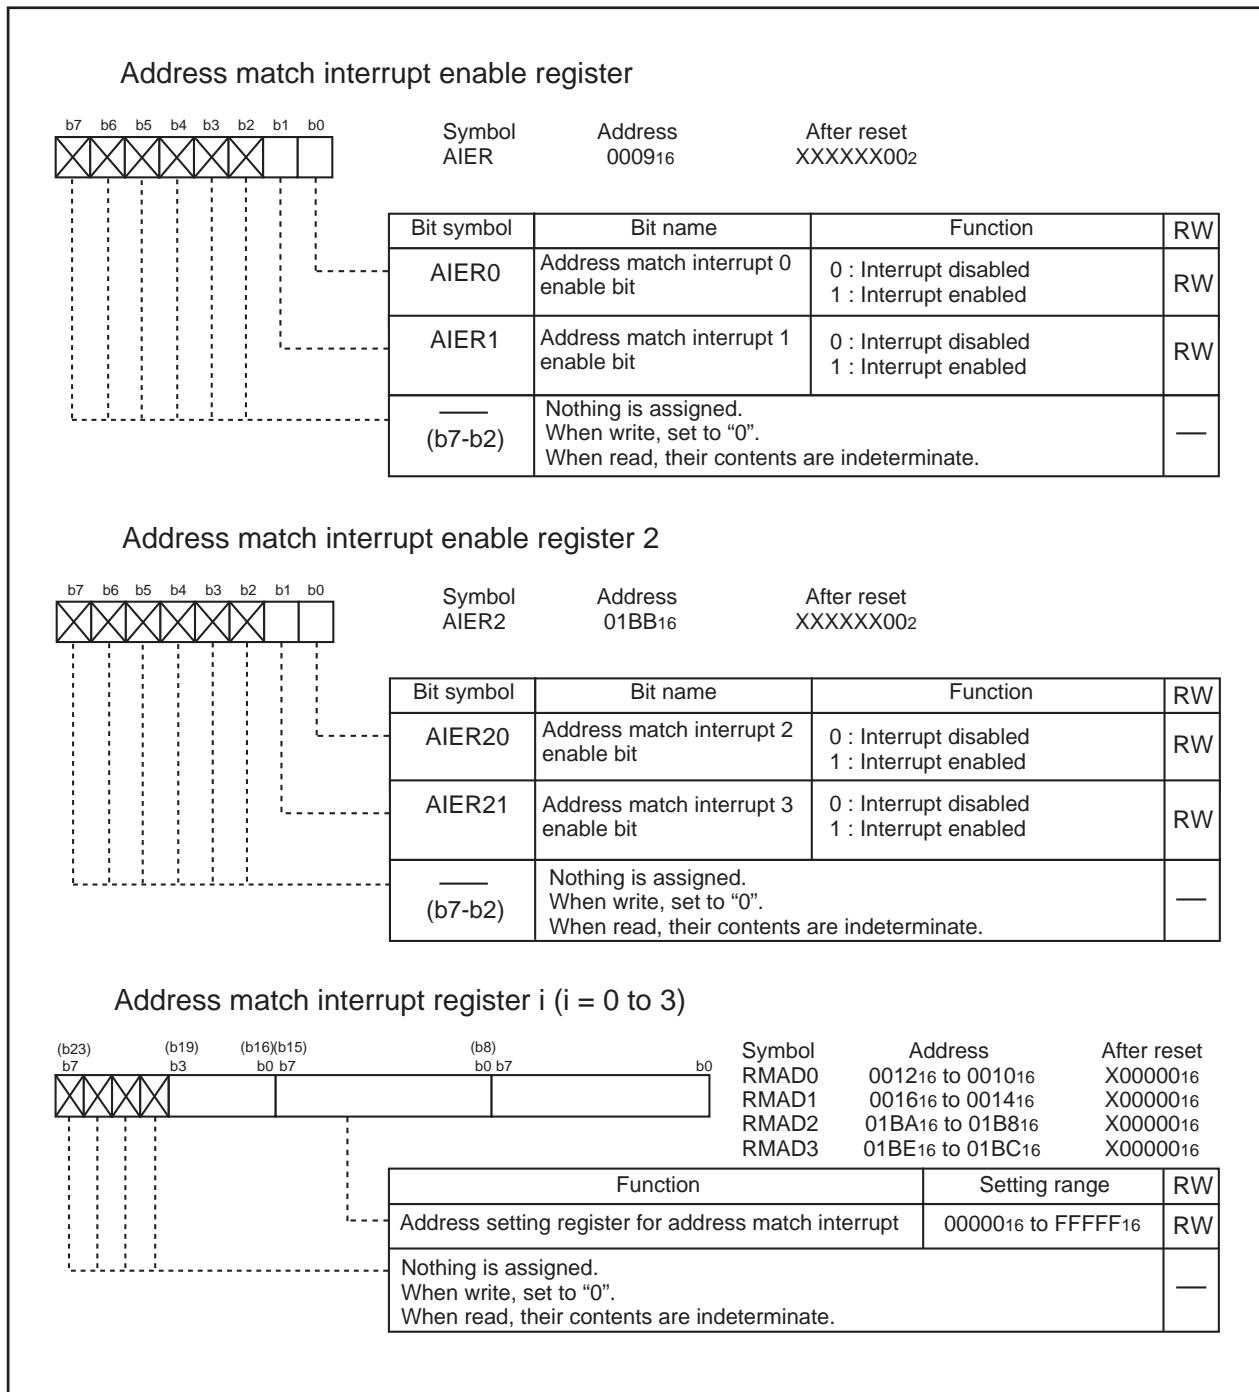 Address match interrupt enable register
b7 b6 b5 b4 b3 b2 b1 b0
Symbol Address After reset
AIER 000916 XXXXXX002
Bit symbol Bit name Function RW
AIER0 Address match interrupt 0 enable bit 0 : Interrupt disabled 1 : Interrupt enabled RW
AIER1 Address match interrupt 1 enable bit 0 : Interrupt disabled 1 : Interrupt enabled RW
Nothing is assigned.
(b7-b2) When write, set to “0”. —
When read, their contents are indeterminate.
Address match interrupt enable register 2
b7 b6 b5 b4 b3 b2 b1 b0
Symbol Address After reset
AIER2 01BB16 XXXXXX002
Bit symbol Bit name Function RW
AIER20 Address match interrupt 2 enable bit 0 : Interrupt disabled 1 : Interrupt enabled RW
AIER21 Address match interrupt 3 enable bit 0 : Interrupt disabled 1 : Interrupt enabled RW
Nothing is assigned.
(b7-b2) When write, set to “0”. —
When read, their contents are indeterminate.
Address match interrupt register i (i = 0 to 3)
(b23) (b19) (b16)(b15) (b8)
b7 b3 b0 b7 b0 b7 b0
Symbol Address After reset
RMAD0 001216 to 001016 X0000016
RMAD1 001616 to 001416 X0000016
RMAD2 01BA16 to 01B816 X0000016
RMAD3 01BE16 to 01BC16 X0000016
Function Setting range RW
Address setting register for address match interrupt 0000016 to FFFFF16 RW
Nothing is assigned.
When write, set to “0”. —
When read, their contents are indeterminate.